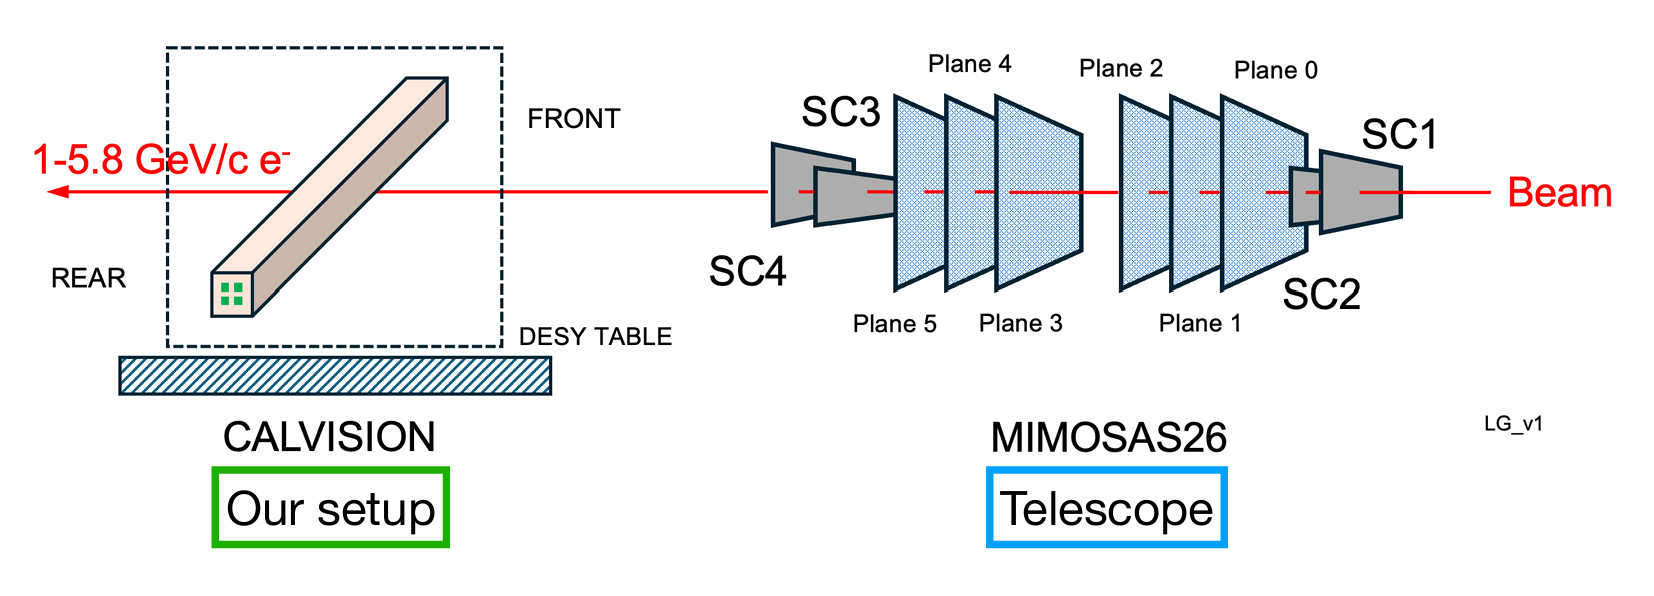 Plane 4
Plane 2
Plane 0
SC3
FRONT
SC1
1-5.8 GeV/c e-
Beam
REAR
SC4
SC2
DESY TABLE
Plane 5
Plane 3
Plane 1
CALVISION
MIMOSAS26
LG_v1
Our setup
Telescope